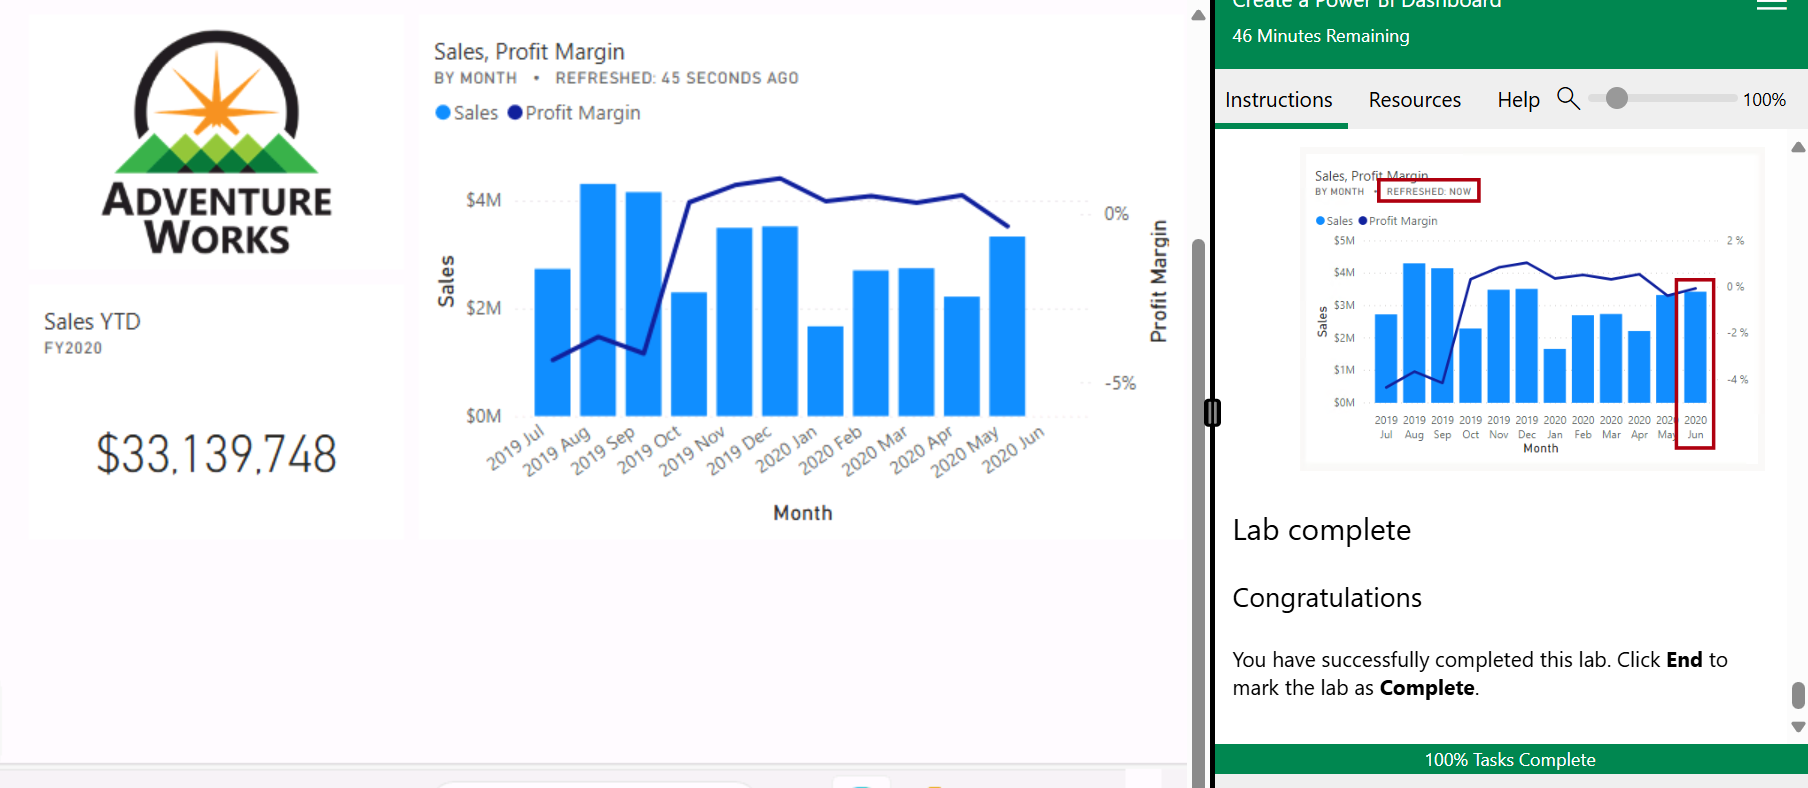 ADVENTURE
WORKS
Sales YTD
FY2020
$33,139,748
Sales, Profit Margin
BY MONTH • REFRESHED: 45 SECONDS AGO
Sales Profit Margin
Sales
$4M
$2M
$0M
0%
-5%
Profit Margin
2019 Jul
2019 Aug
2019 Sep
2019 Oct
2019 Nov
2019 Dec
2020 Jan
2020 Feb
2020 Mar
2020 Apr
2020 May
2020 Jun
Month
Create a Power BI Dashboard
46 Minutes Remaining
Instructions Resources Help 100%
Sales, Profit Margin
BY MONTH • REFRESHED: NOW
Sales Profit Margin
Sales
$5M
$4M
$3M
$2M
$1M
$0M
2 %
0 %
-2 %
-4 %
2019 2019 2019 2019 2019 2019 2020 2020 2020 2020 2020 2020
Jul Aug Sep Oct Nov Dec Jan Feb Mar Apr May Jun
Month
Lab complete
Congratulations
You have successfully completed this lab. Click End to
mark the lab as Complete.
100% Tasks Complete